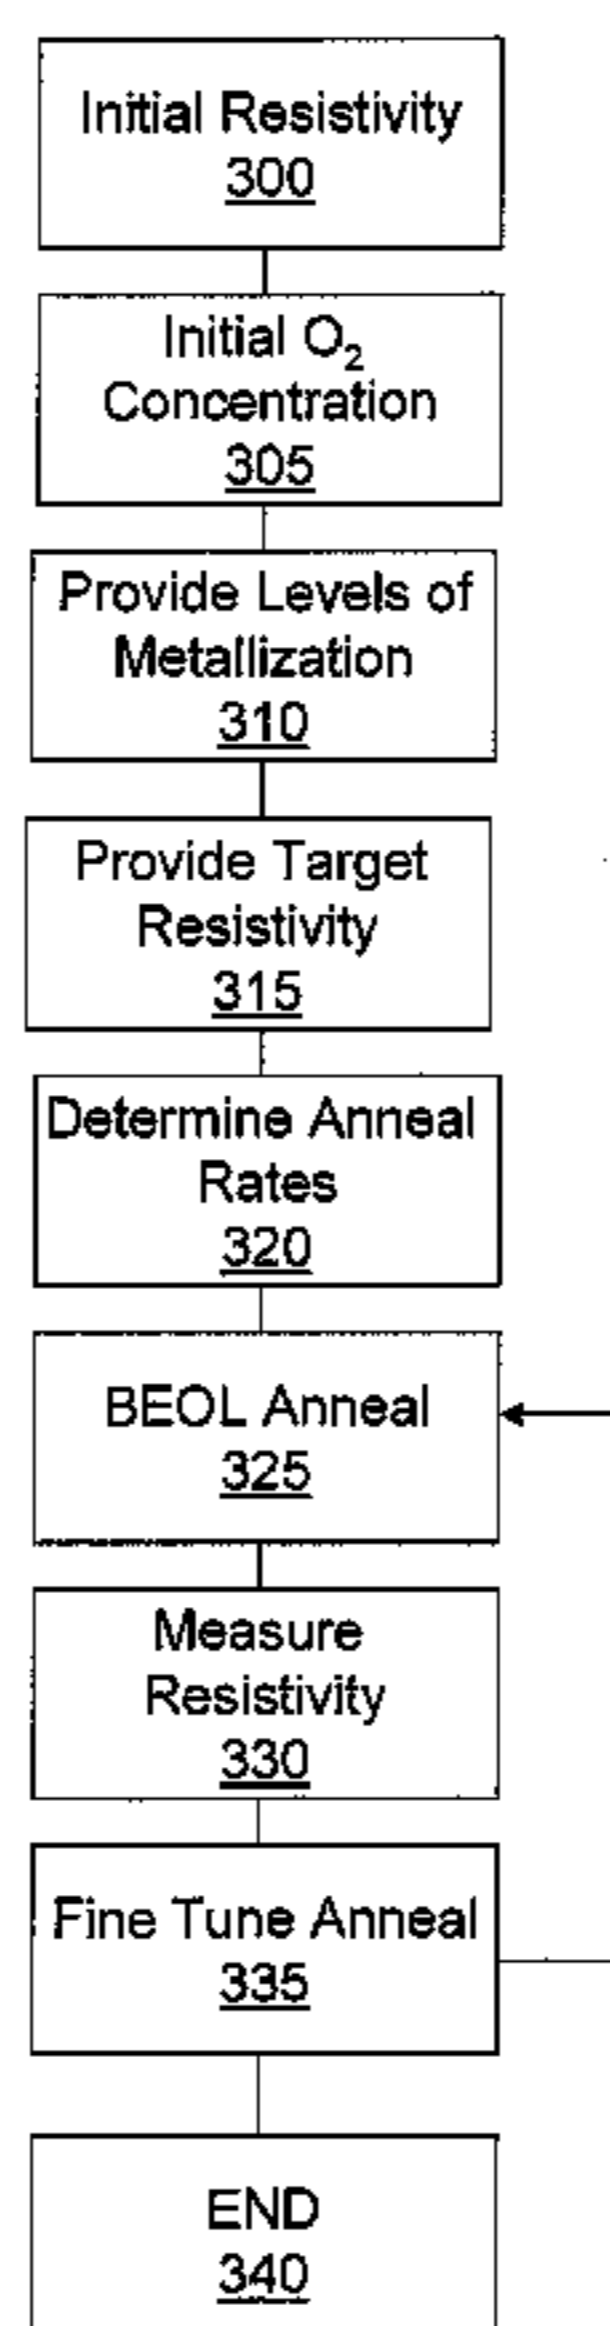 Initial Resistivity
300
Initial O₂
Concentration
305
Provide Levels of
Metallization
310
Provide Target
Resistivity
315
Determine Anneal
Rates
320
BEOL Anneal
325
Measure
Resistivity
330
Fine Tune Anneal
335
END
340